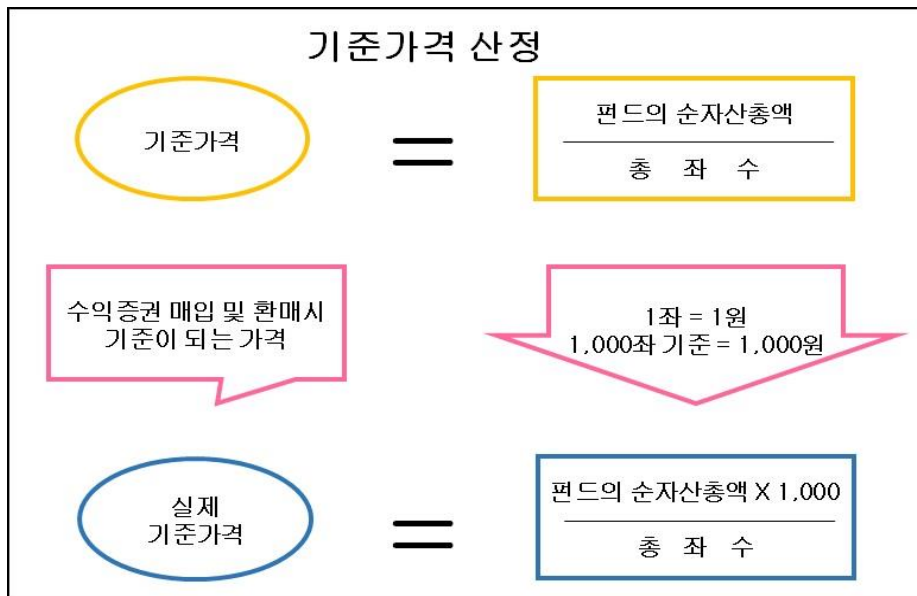 기준가격 산정
기준가격
=
펀드의 순자산총액
총 좌 수
수익증권 매입 및 환매시
기준이 되는 가격
1좌 = 1원
1,000좌 기준 = 1,000원
실제
기준가격
=
펀드의 순자산총액 X 1,000
총 좌 수